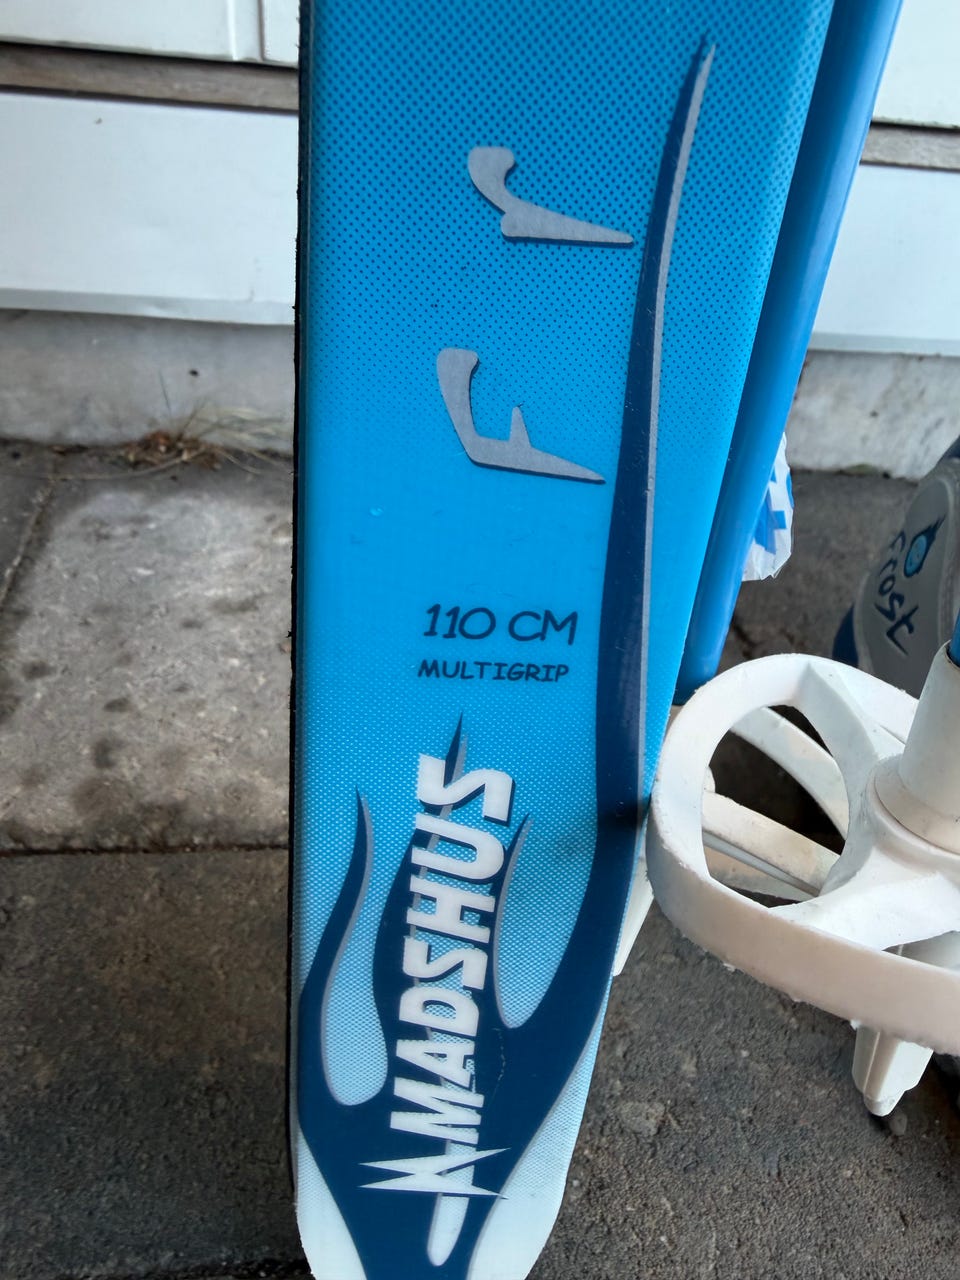 F r
110 CM
MULTIGRIP
MADSHUS
frost